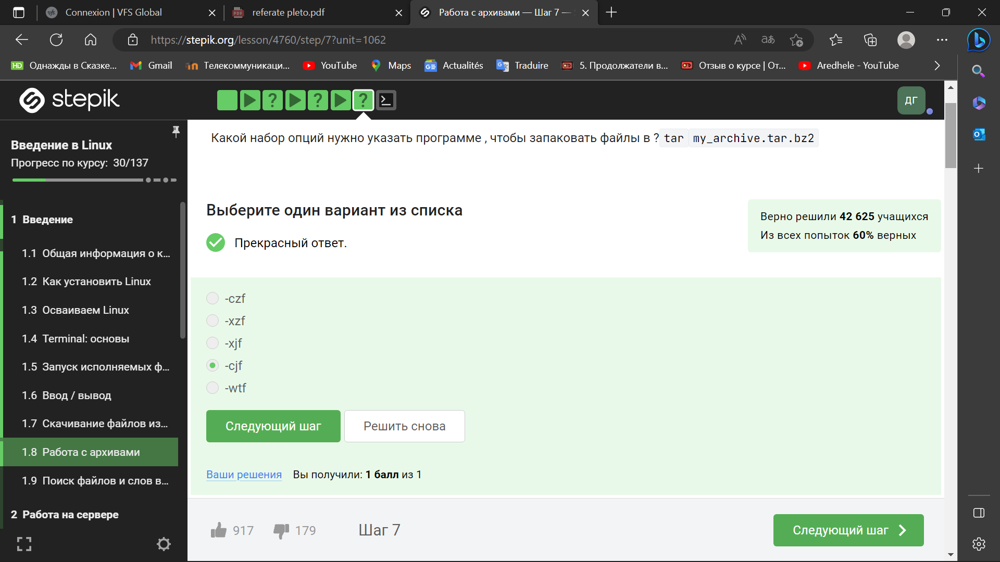 Connexion | VFS Global
referate pleto.pdf
Работа с архивами — Шаг 7 —
https://stepik.org/lesson/4760/step/7?unit=1062
Однажды в Сказке...
Gmail
Телекоммуникаци...
YouTube
Maps
Actualités
Traduire
5. Продолжатели в...
Отзыв о курсе | От...
Aredhele - YouTube
stepik
ДГ
Введение в Linux
Прогресс по курсу: 30/137
1 Введение
1.1 Общая информация о к...
1.2 Как установить Linux
1.3 Осваиваем Linux
1.4 Terminal: основы
1.5 Запуск исполняемых ф...
1.6 Ввод / вывод
1.7 Скачивание файлов из...
1.8 Работа с архивами
1.9 Поиск файлов и слов в...
2 Работа на сервере
Какой набор опций нужно указать программе , чтобы запаковать файлы в ? tar my_archive.tar.bz2
Выберите один вариант из списка
Прекрасный ответ.
Верно решили 42 625 учащихся
Из всех попыток 60% верных
-czf
-xzf
-xjf
-cjf
-wtf
Следующий шаг
Решить снова
Ваши решения Вы получили: 1 балл из 1
917
179
Шаг 7
Следующий шаг